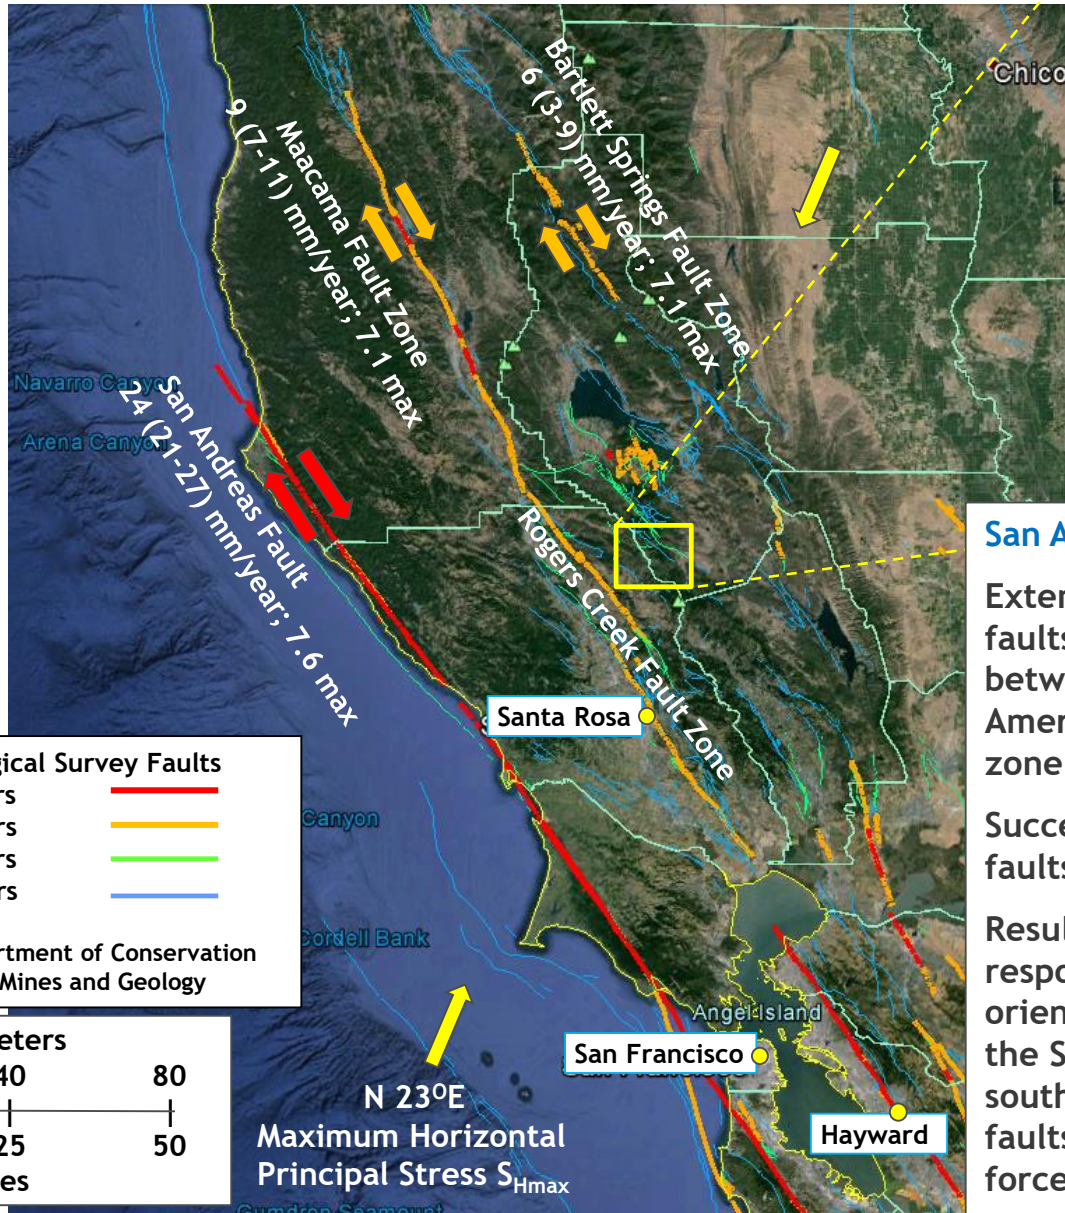 Chico
Bartlett Springs Fault Zone
6 (3-9) mm/year; 7.1 max
Maacama Fault Zone
9 (7-11) mm/year; 7.1 max
Navarro Canyon
Arena Canyon
San Andreas Fault
24 (21-27) mm/year; 7.6 max
Rogers Creek Fault Zone
Santa Rosa
San A
Exten
faults
betw
Amer
zone
Succe
faults
Resul
respo
orien
the S
south
faults
force
gical Survey Faults
rs
rs
rs
rs
rtment of Conservation
Mines and Geology
Canyon
Cordell Bank
Angel Island
San Francisco
Hayward
N 23⁰E
Maximum Horizontal
Principal Stress S_Hmax
eters
40 80
25 50
es